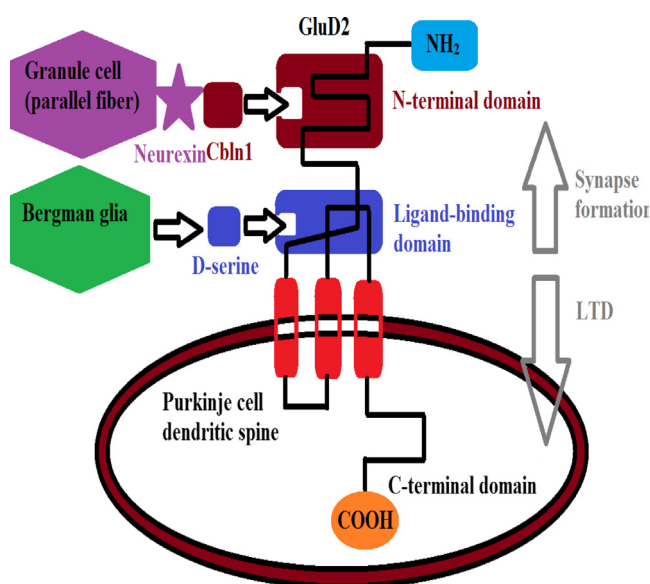 GluD2
NH₂
Granule cell
(parallel fiber)
N-terminal domain
Neurexin
Cbln1
Synapse
formation
Bergman glia
Ligand-binding
domain
D-serine
LTD
Purkinje cell
dendritic spine
C-terminal domain
COOH